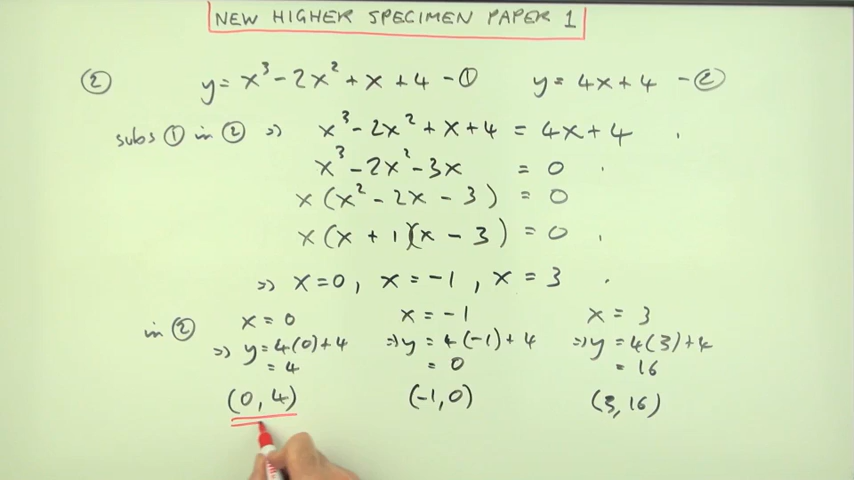 NEW HIGHER SPECIMEN PAPER 1
② y = x³ - 2x² + x + 4 - ① y = 4x + 4 - ②
subs ① in ② => x³ - 2x² + x + 4 = 4x + 4
x³ - 2x² - 3x = 0
x(x² - 2x - 3) = 0
x(x + 1)(x - 3) = 0
=> x = 0, x = -1, x = 3
in ② x = 0 x = -1 x = 3
=> y = 4(0) + 4 => y = 4(-1) + 4 => y = 4(3) + 4
= 4 = 0 = 16
(0, 4) (-1, 0) (3, 16)